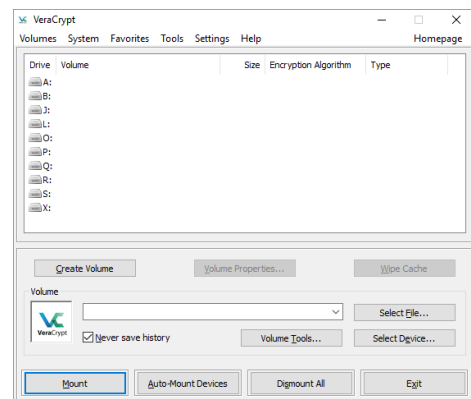 VeraCrypt
Volumes System Favorites Tools Settings Help Homepage
Drive Volume Size Encryption Algorithm Type
A:
B:
J:
L:
O:
P:
Q:
R:
S:
X:
Create Volume Volume Properties... Wipe Cache
Volume
VeraCrypt
Select File...
Never save history Volume Tools... Select Device...
Mount Auto-Mount Devices Dismount All Exit